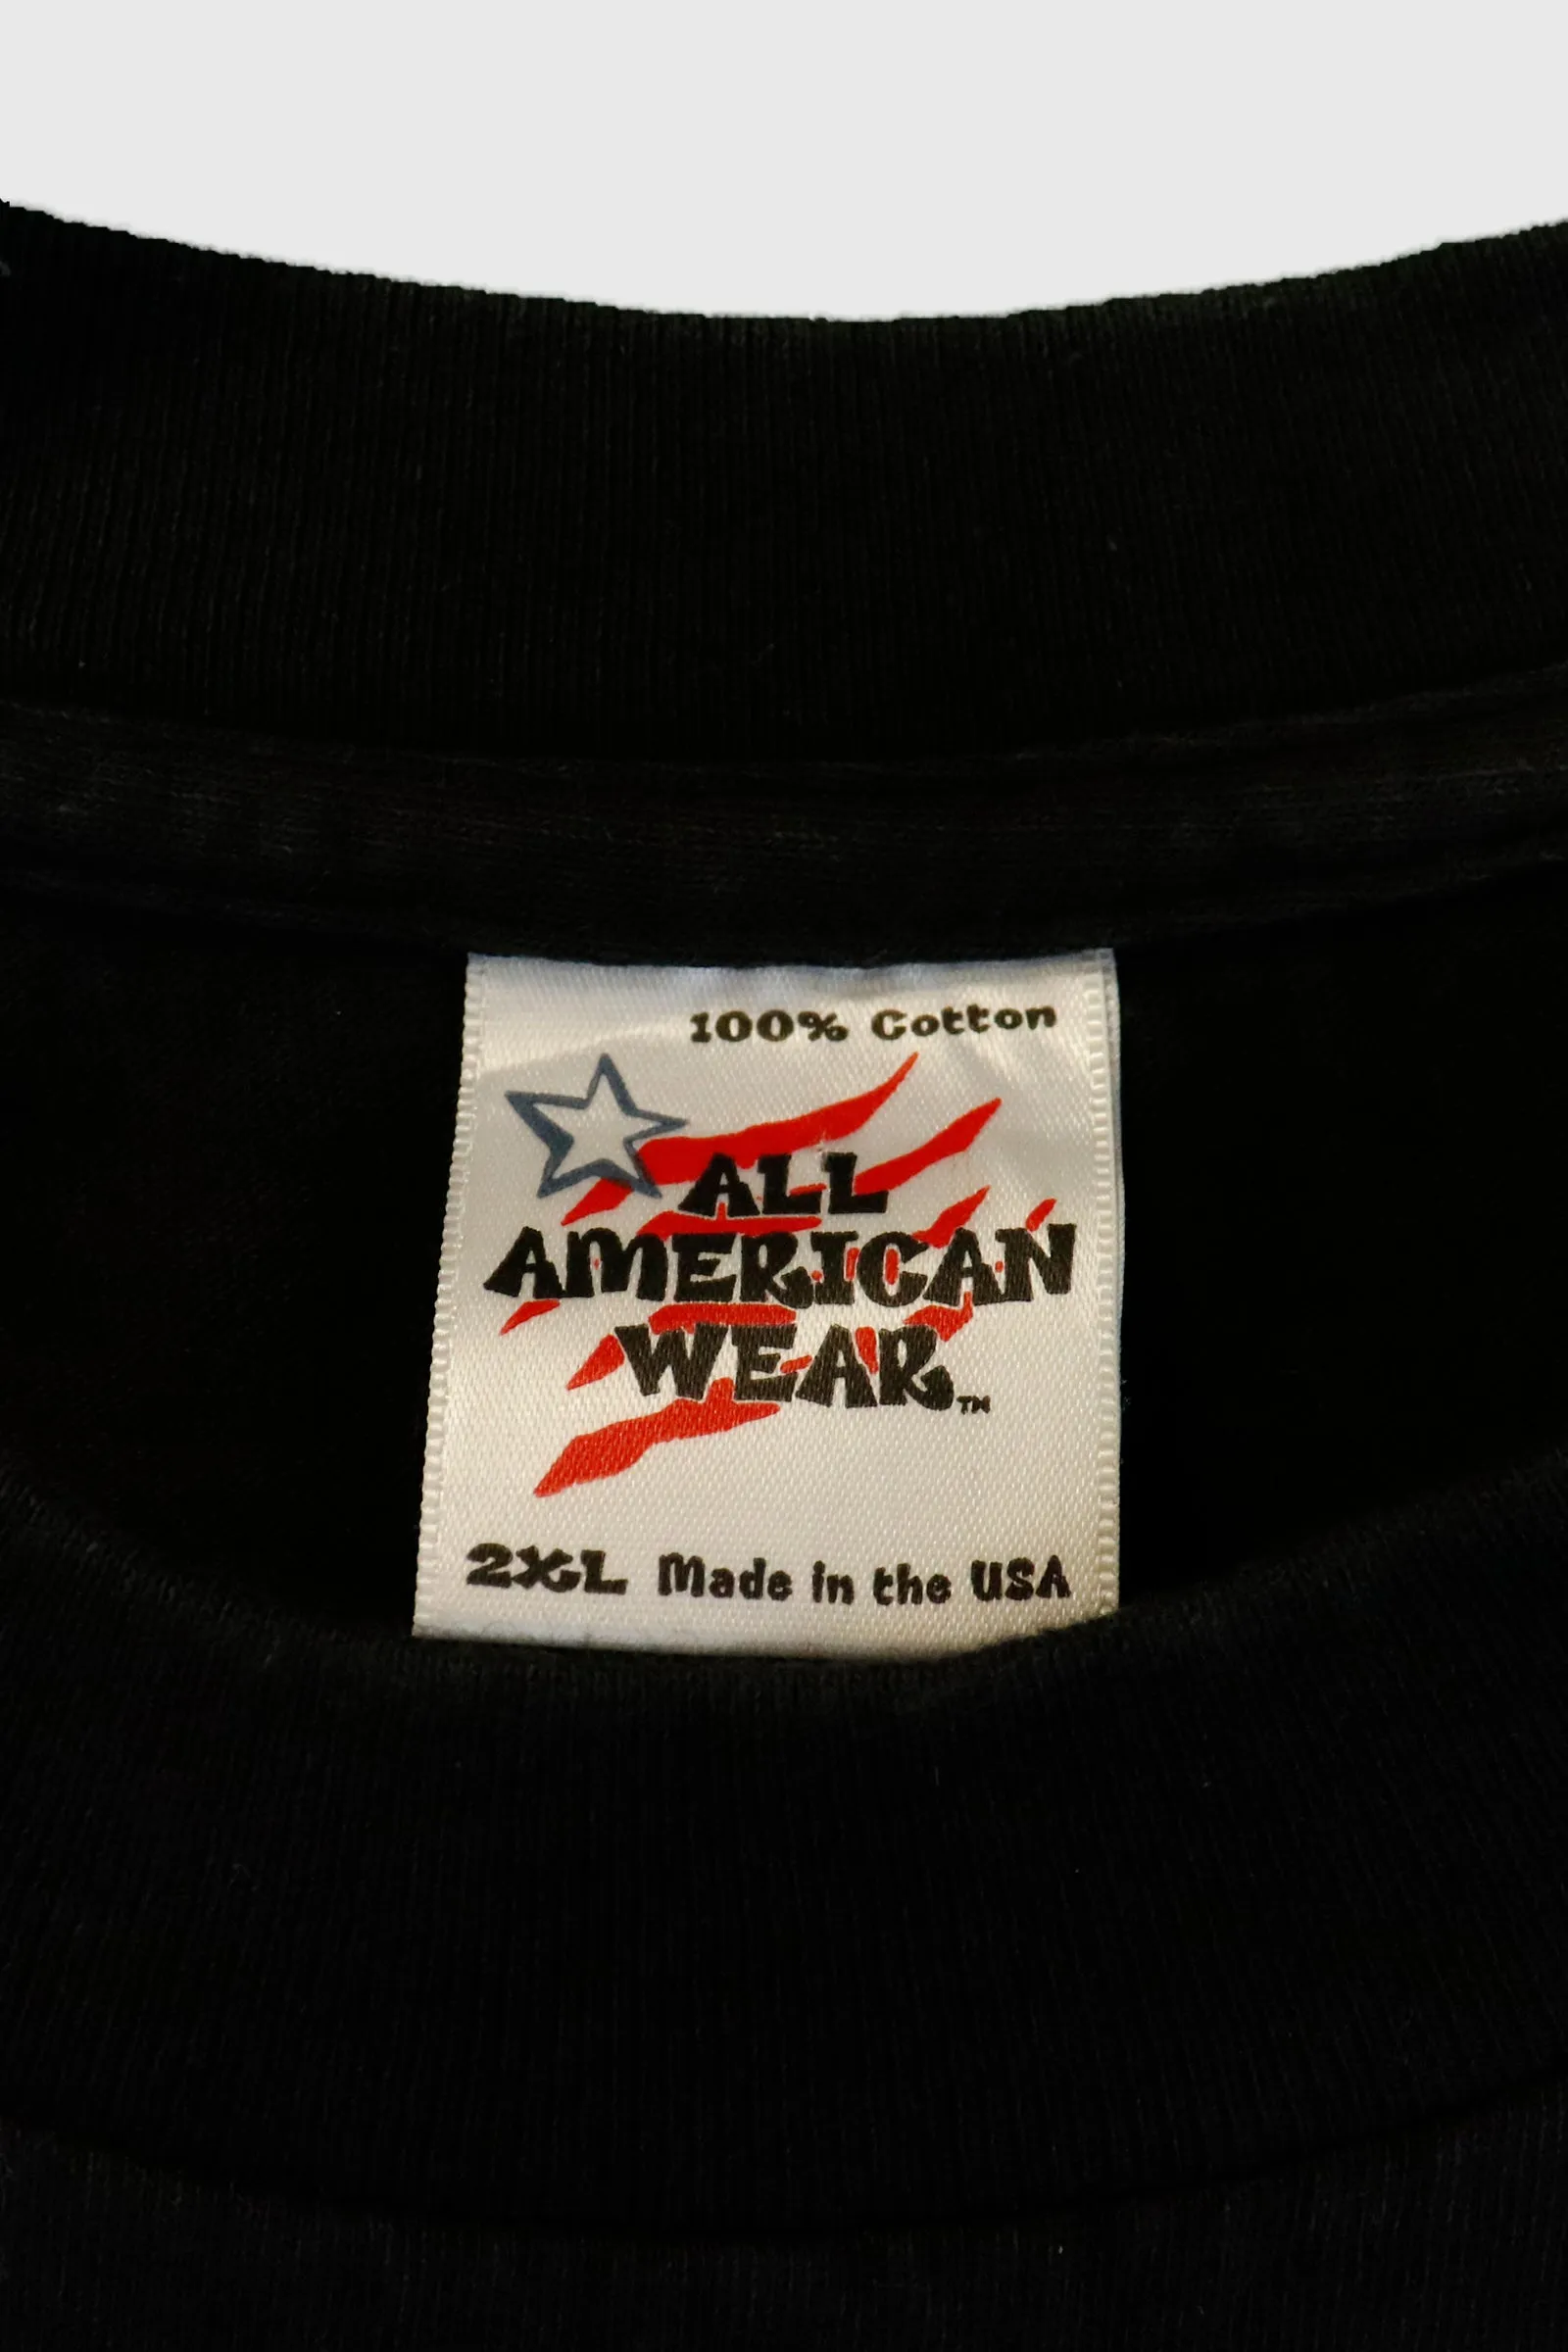 100% Cotton
ALL
AMERICAN
WEAR™
2XL Made in the USA